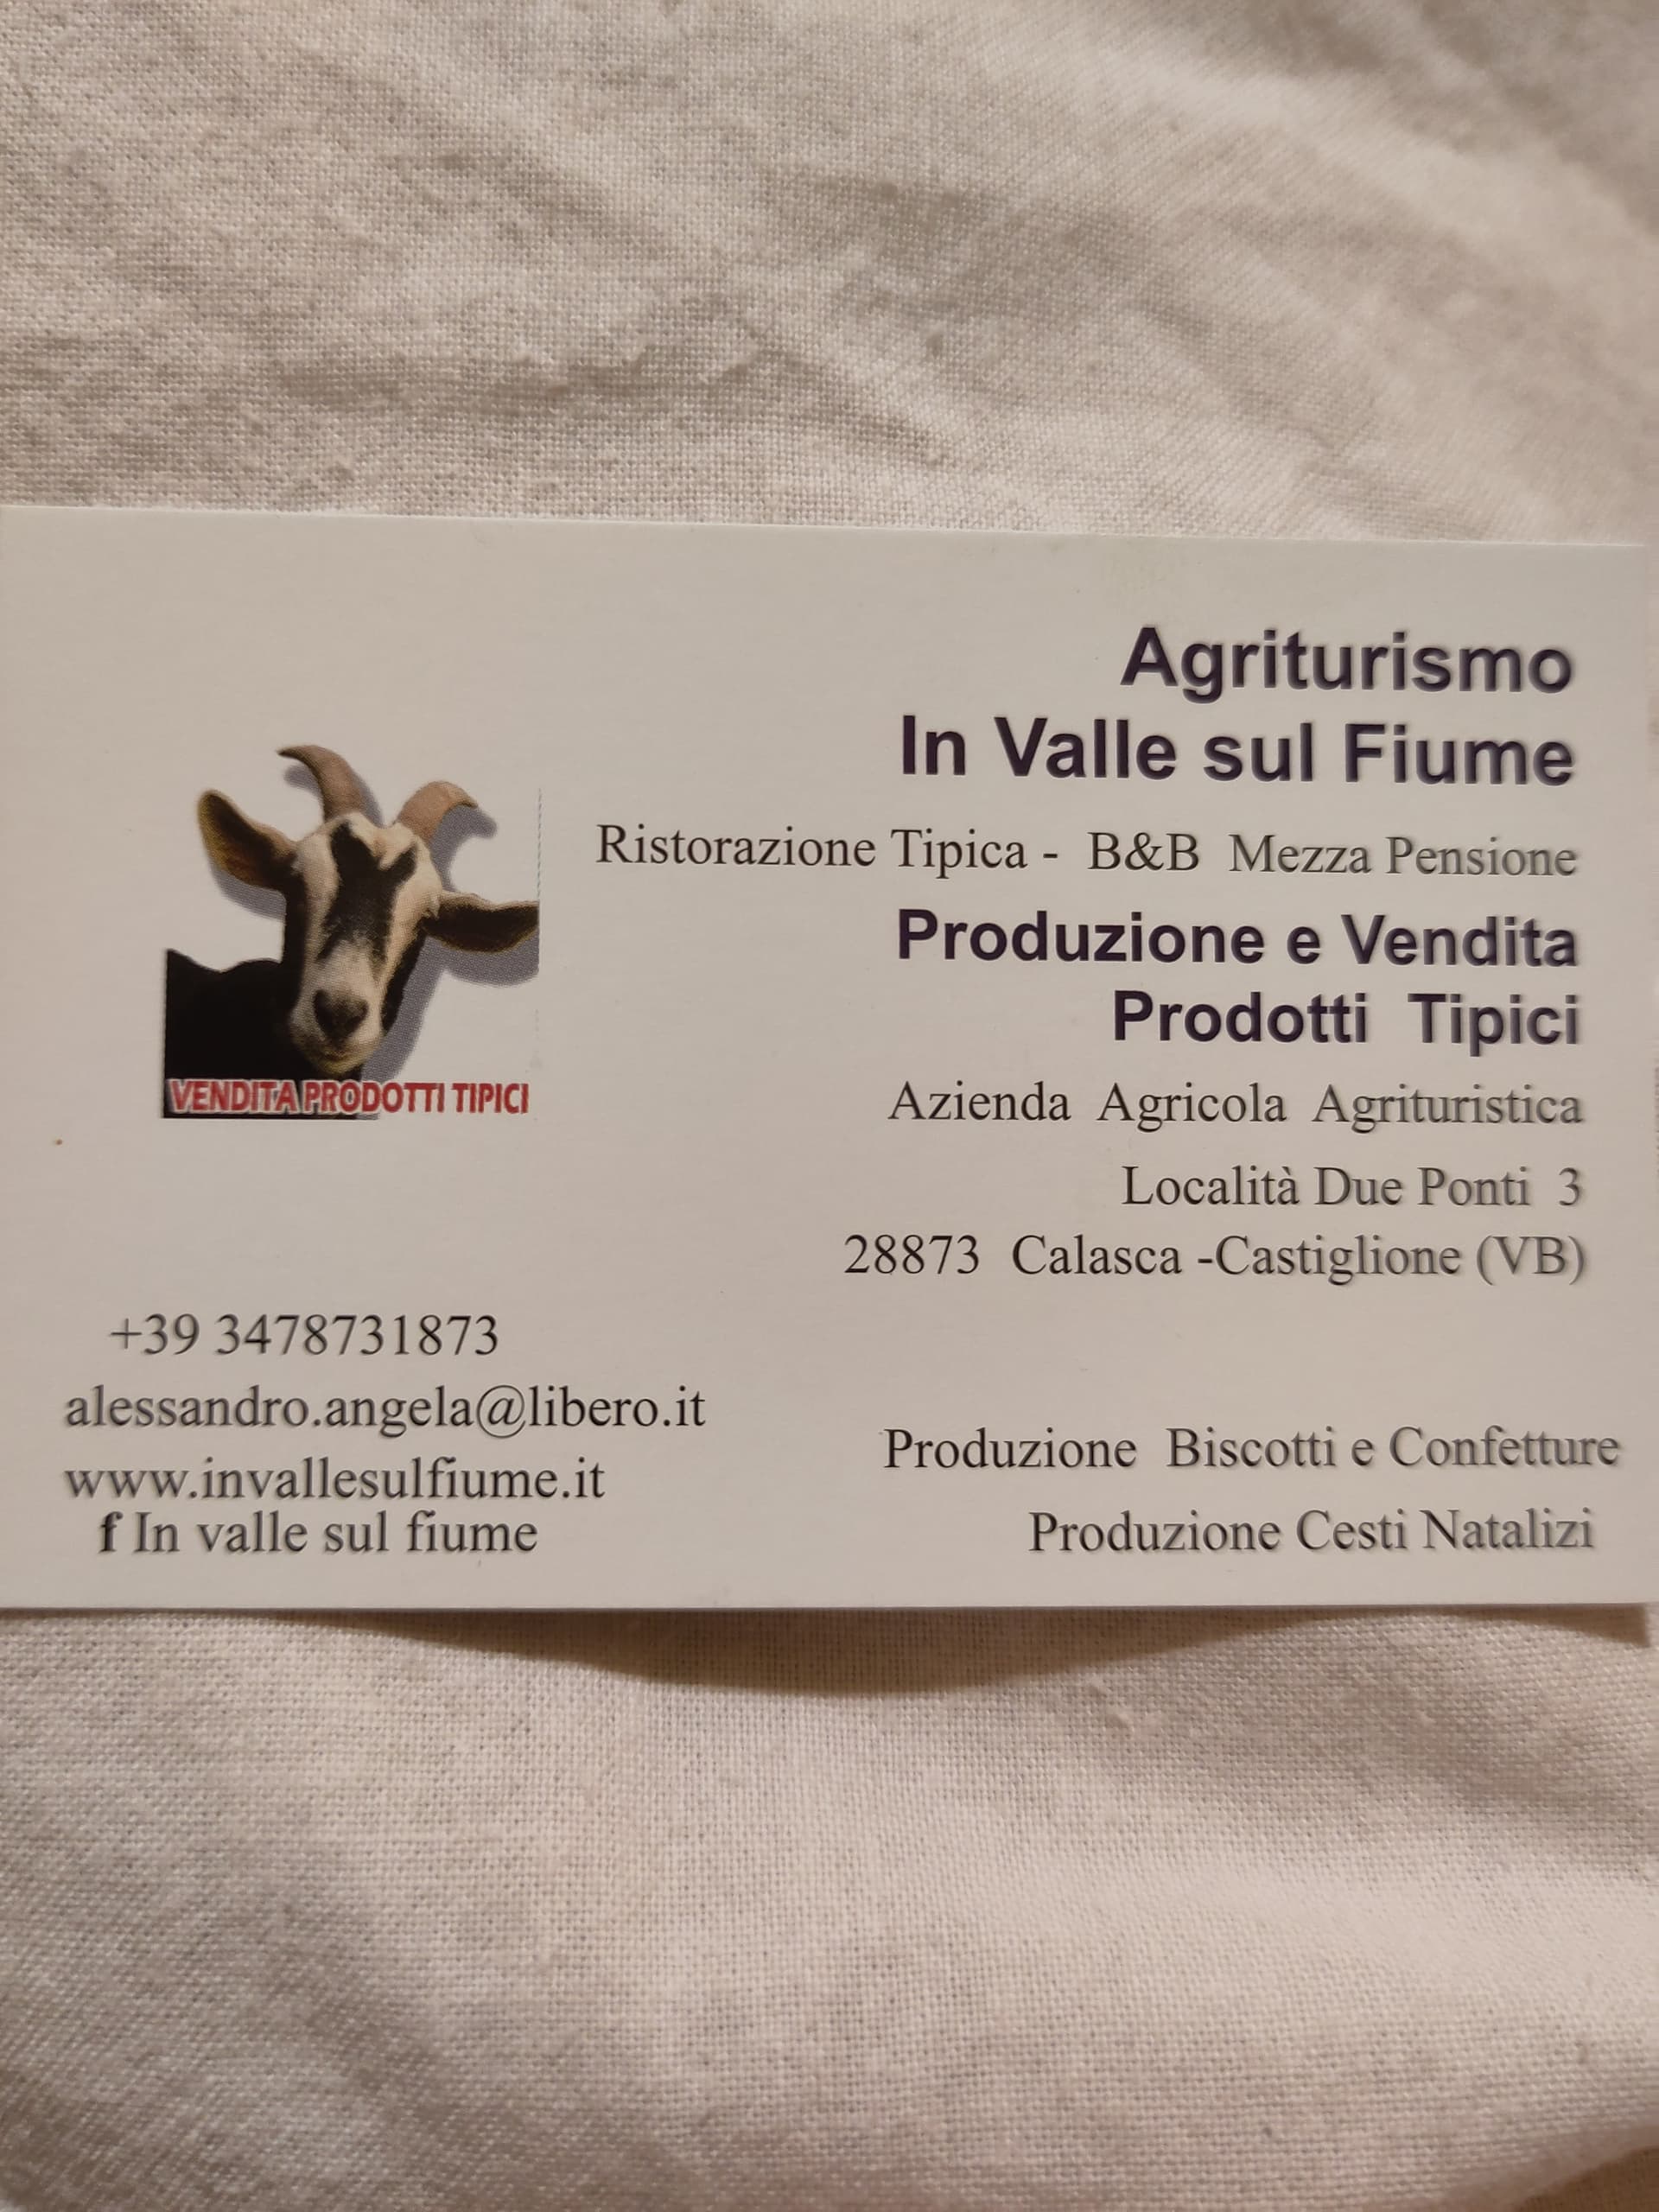 Agriturismo
In Valle sul Fiume
Ristorazione Tipica - B&B Mezza Pensione
Produzione e Vendita
Prodotti Tipici
Azienda Agricola Agrituristica
Località Due Ponti 3
28873 Calasca -Castiglione (VB)
VENDITA PRODOTTI TIPICI
+39 3478731873
alessandro.angela@libero.it
www.invallesulfiume.it
f In valle sul fiume
Produzione Biscotti e Confetture
Produzione Cesti Natalizi